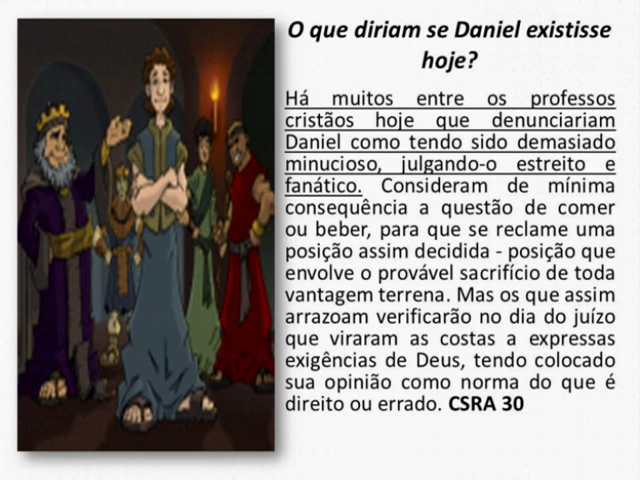 O que diriam se Daniel existisse
hoje?
Há muitos entre os professos
cristãos hoje que denunciariam
Daniel como tendo sido demasiado
minucioso, julgando-o estreito e
fanático. Consideram de mínima
consequência a questão de comer
ou beber, para que se reclame uma
posição assim decidida - posição que
envolve o provável sacrifício de toda
vantagem terrena. Mas os que assim
arrazoam verificarão no dia do juízo
que viraram as costas a expressas
exigências de Deus, tendo colocado
sua opinião como norma do que é
direito ou errado. CSRA 30